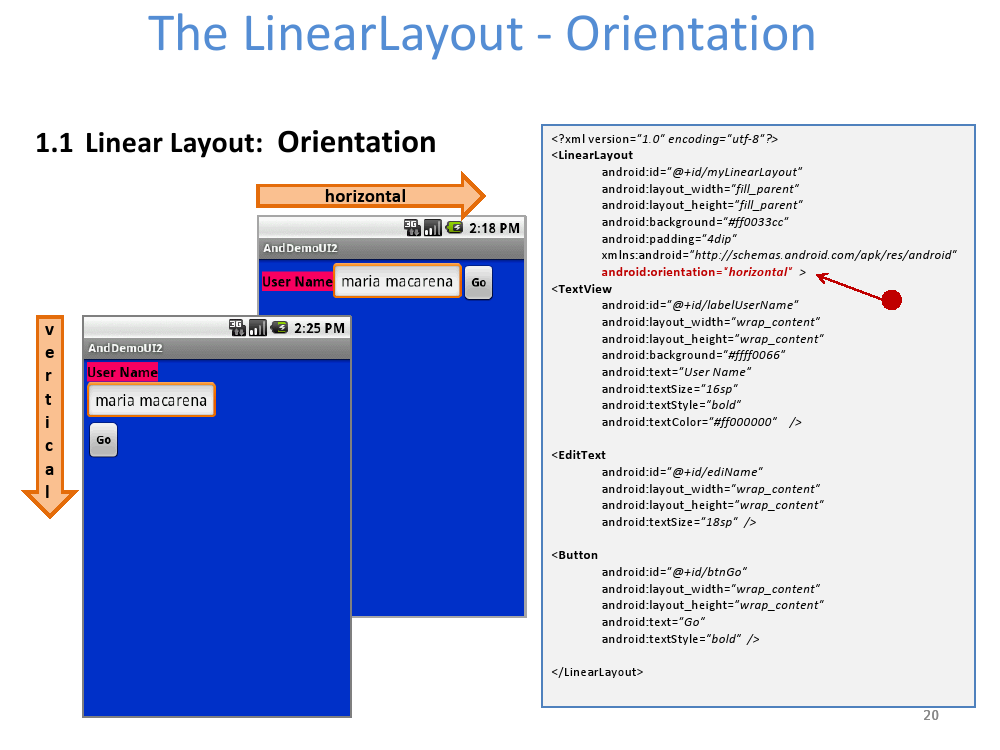 The LinearLayout - Orientation
1.1 Linear Layout: Orientation
horizontal
3G 2:18 PM
AndDemoUI2
User Name maria macarena Go
vertical
3G 2:25 PM
AndDemoUI2
User Name
maria macarena
Go
<?xml version="1.0" encoding="utf-8"?>
<LinearLayout
android:id="@+id/myLinearLayout"
android:layout_width="fill_parent"
android:layout_height="fill_parent"
android:background="#ff0033cc"
android:padding="4dip"
xmlns:android="http://schemas.android.com/apk/res/android"
android:orientation="horizontal" >
<TextView
android:id="@+id/labelUserName"
android:layout_width="wrap_content"
android:layout_height="wrap_content"
android:background="#ffff0066"
android:text="User Name"
android:textSize="16sp"
android:textStyle="bold"
android:textColor="#ff000000" />
<EditText
android:id="@+id/ediName"
android:layout_width="wrap_content"
android:layout_height="wrap_content"
android:textSize="18sp" />
<Button
android:id="@+id/btnGo"
android:layout_width="wrap_content"
android:layout_height="wrap_content"
android:text="Go"
android:textStyle="bold" />
</LinearLayout>
20